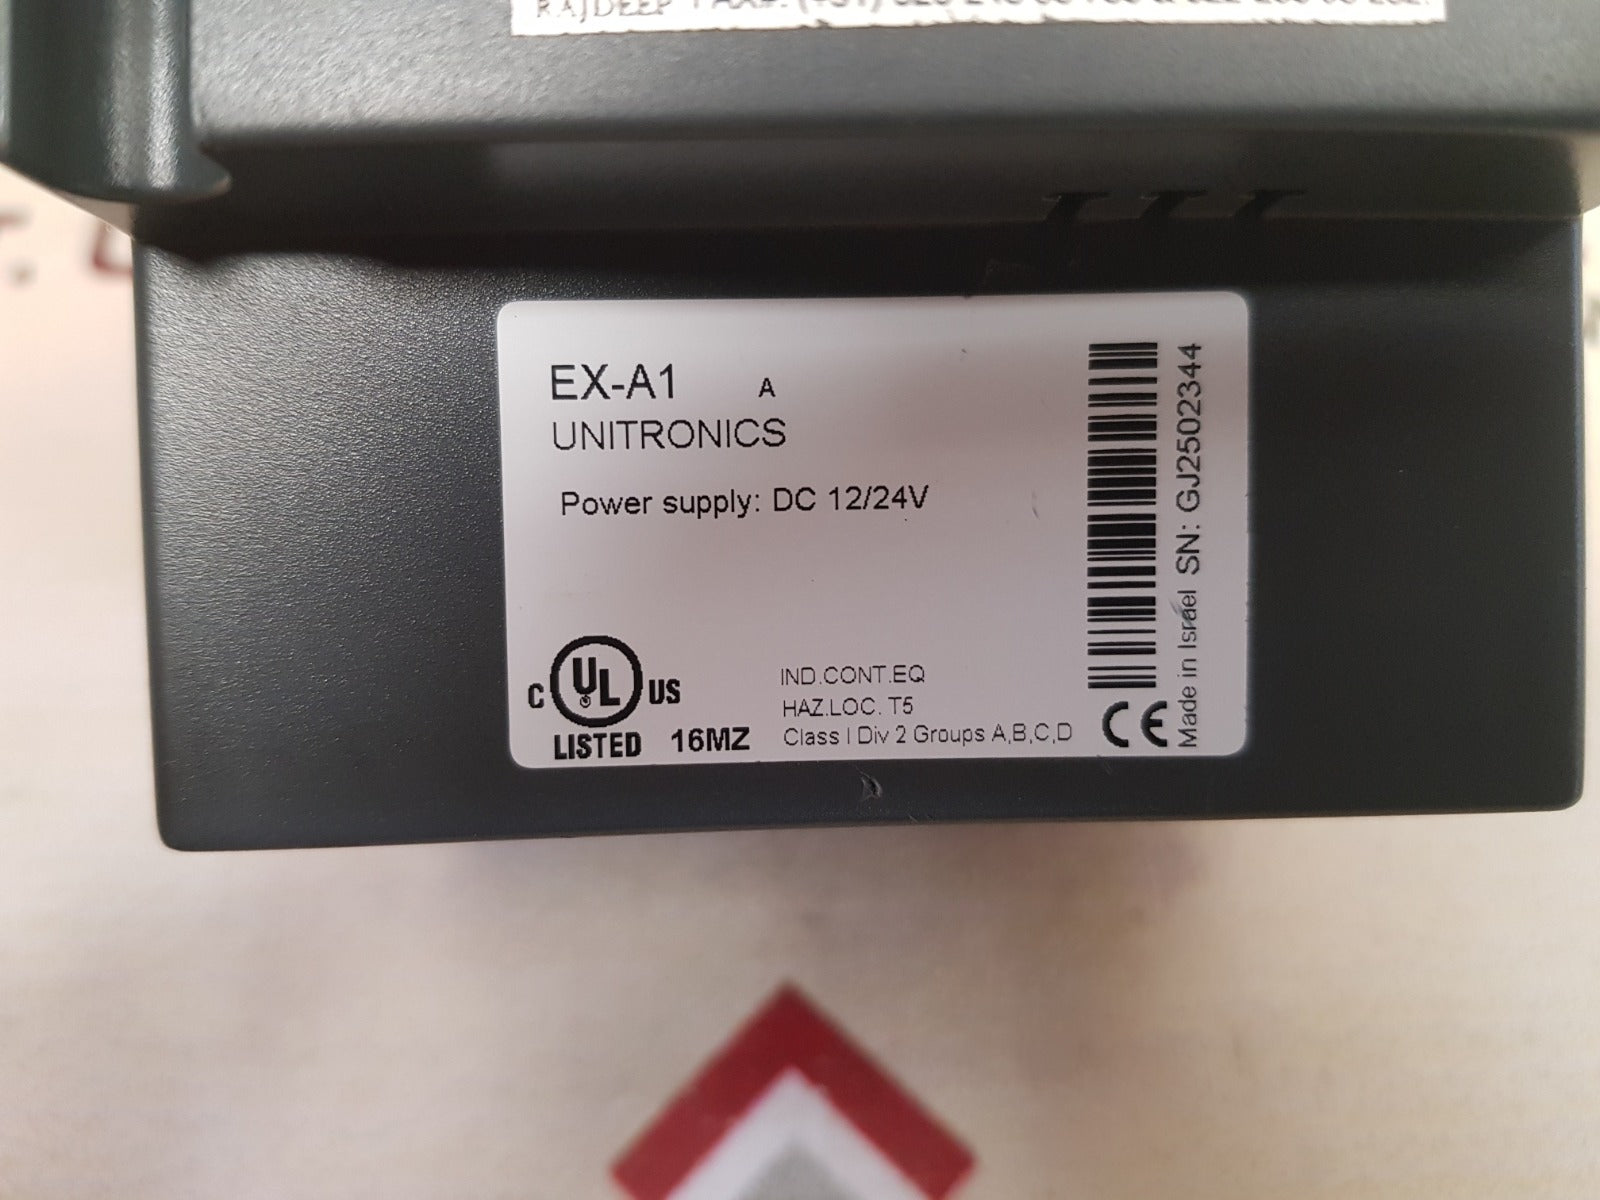 RAJDEEP
EX-A1 A
UNITRONICS
Power supply: DC 12/24V
C UL US
LISTED 16MZ
IND.CONT.EQ
HAZ.LOC. T5
Class I Div 2 Groups A,B,C,D
CE
Made in Israel SN: GJ2502344